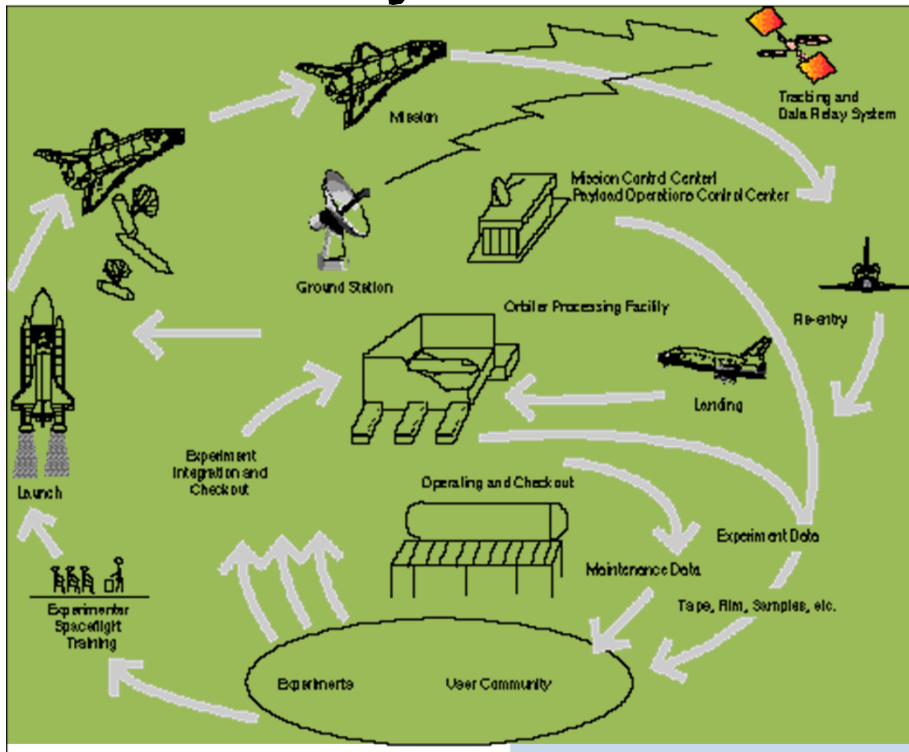 Tracking and
Data Relay System
Mission
Mission Control Center/
Payload Operations Control Center
Ground Station
Orbiter Processing Facility
Re-entry
Landing
Experiment
Integration and
Checkout
Launch
Operating and Checkout
Experiment Data
Maintenance Data
Tape, Film, Samples, etc.
Experimenter
Spaceflight
Training
Experiments
User Community